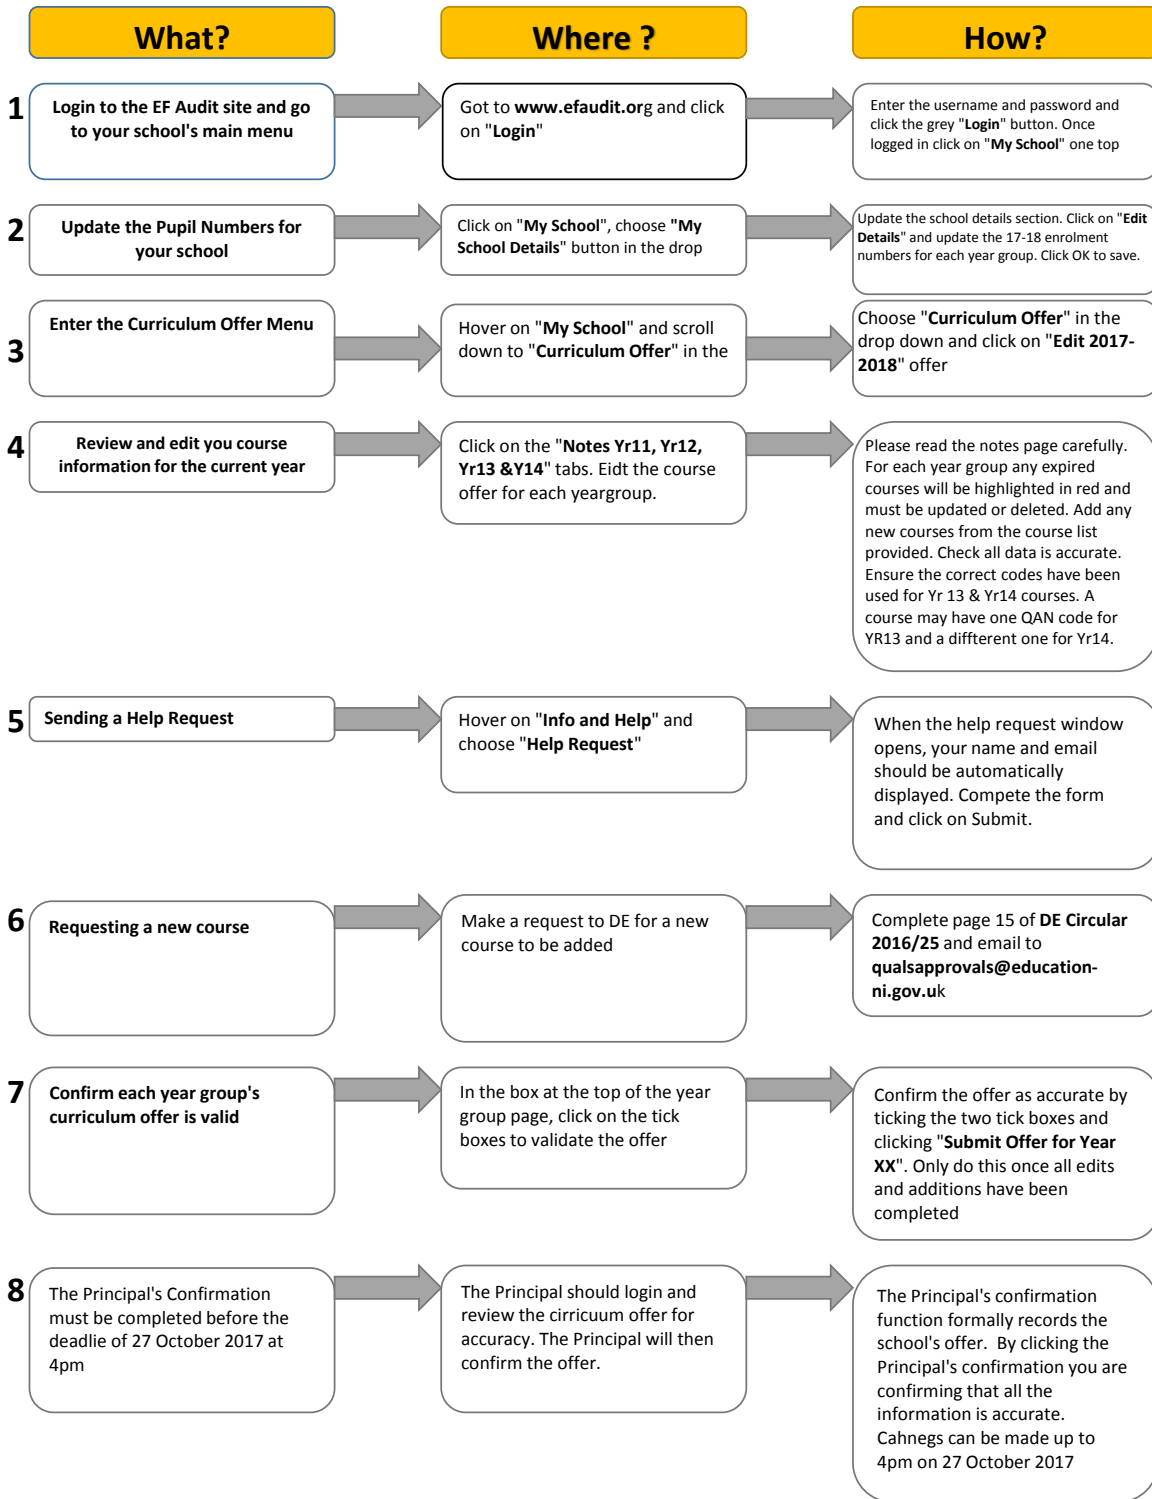 What?
Where ?
How?
1
Login to the EF Audit site and go
to your school's main menu
Got to www.efaudit.org and click
on "Login"
Enter the username and password and
click the grey "Login" button. Once
logged in click on "My School" one top
2
Update the Pupil Numbers for
your school
Click on "My School", choose "My
School Details" button in the drop
Update the school details section. Click on "Edit
Details" and update the 17-18 enrolment
numbers for each year group. Click OK to save.
3
Enter the Curriculum Offer Menu
Hover on "My School" and scroll
down to "Curriculum Offer" in the
Choose "Curriculum Offer" in the
drop down and click on "Edit 2017-
2018" offer
4
Review and edit you course
information for the current year
Click on the "Notes Yr11, Yr12,
Yr13 &Y14" tabs. Eidt the course
offer for each yeargroup.
Please read the notes page carefully.
For each year group any expired
courses will be highlighted in red and
must be updated or deleted. Add any
new courses from the course list
provided. Check all data is accurate.
Ensure the correct codes have been
used for Yr 13 & Yr14 courses. A
course may have one QAN code for
YR13 and a diffterent one for Yr14.
5
Sending a Help Request
Hover on "Info and Help" and
choose "Help Request"
When the help request window
opens, your name and email
should be automatically
displayed. Compete the form
and click on Submit.
6
Requesting a new course
Make a request to DE for a new
course to be added
Complete page 15 of DE Circular
2016/25 and email to
qualsapprovals@education-
ni.gov.uk
7
Confirm each year group's
curriculum offer is valid
In the box at the top of the year
group page, click on the tick
boxes to validate the offer
Confirm the offer as accurate by
ticking the two tick boxes and
clicking "Submit Offer for Year
XX". Only do this once all edits
and additions have been
completed
8
The Principal's Confirmation
must be completed before the
deadlie of 27 October 2017 at
4pm
The Principal should login and
review the cirricuum offer for
accuracy. The Principal will then
confirm the offer.
The Principal's confirmation
function formally records the
school's offer.  By clicking the
Principal's confirmation you are
confirming that all the
information is accurate.
Cahnegs can be made up to
4pm on 27 October 2017